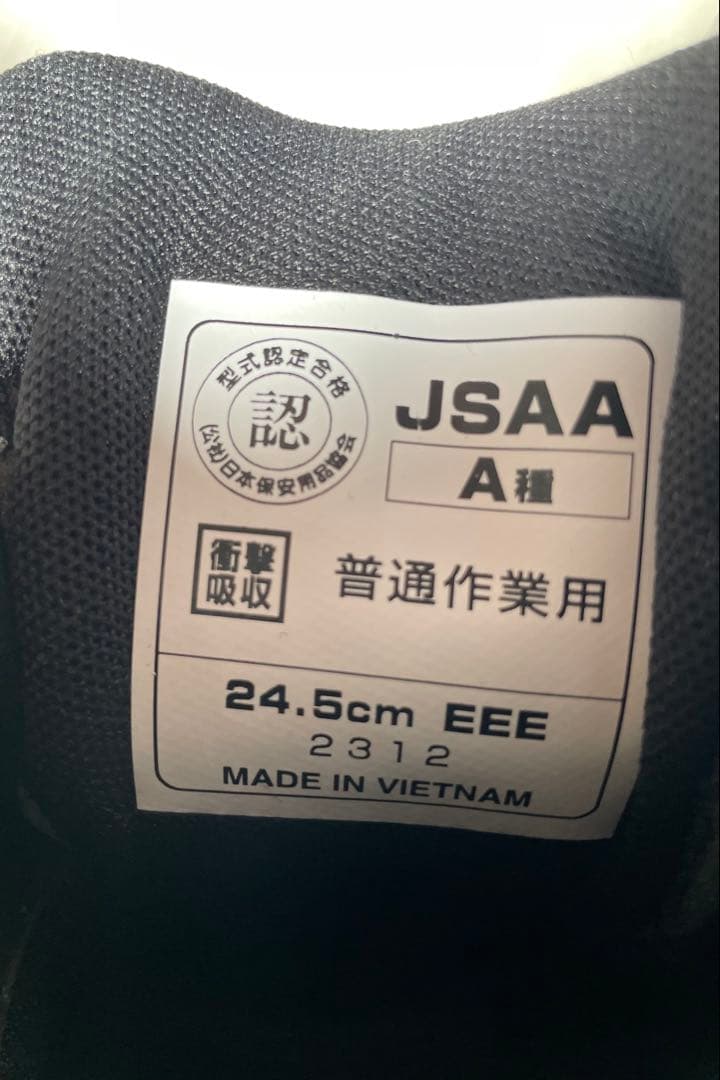 型式認定合格
認
(公社)日本保安用品協会
JSAA
A種
衝撃
吸収
普通作業用
24.5cm EEE
2312
MADE IN VIETNAM